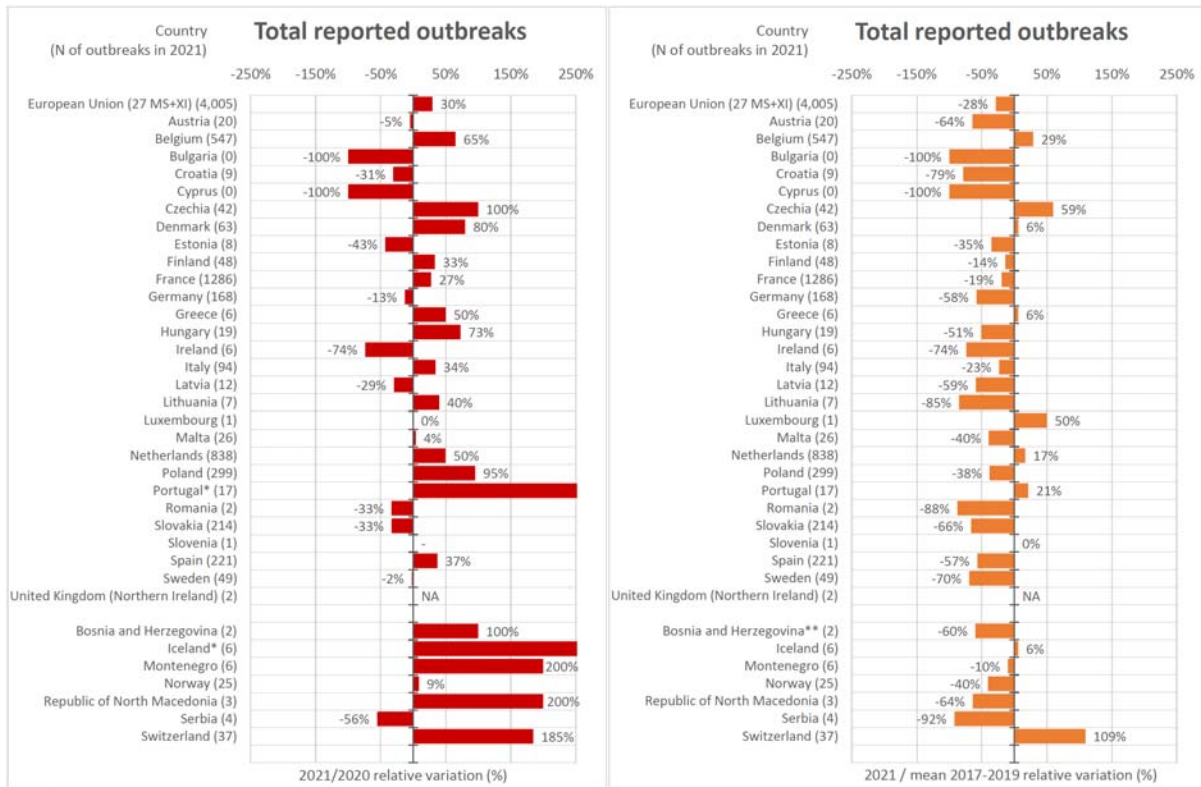 Country
(N of outbreaks in 2021)
Total reported outbreaks
-250% -150% -50% 50% 150% 250%
European Union (27 MS+XI) (4,005) 30%
Austria (20) -5%
Belgium (547) 65%
Bulgaria (0) -100%
Croatia (9) -31%
Cyprus (0) -100%
Czechia (42) 100%
Denmark (63) 80%
Estonia (8) -43%
Finland (48) 33%
France (1286) 27%
Germany (168) -13%
Greece (6) 50%
Hungary (19) 73%
Ireland (6) -74%
Italy (94) 34%
Latvia (12) -29%
Lithuania (7) 40%
Luxembourg (1) 0%
Malta (26) 4%
Netherlands (838) 50%
Poland (299) 95%
Portugal* (17)
Romania (2) -33%
Slovakia (214) -33%
Slovenia (1) -
Spain (221) 37%
Sweden (49) -2%
United Kingdom (Northern Ireland) (2) NA
Bosnia and Herzegovina (2) 100%
Iceland* (6)
Montenegro (6) 200%
Norway (25) 9%
Republic of North Macedonia (3) 200%
Serbia (4) -56%
Switzerland (37) 185%
2021/2020 relative variation (%)
Country
(N of outbreaks in 2021)
Total reported outbreaks
-250% -150% -50% 50% 150% 250%
European Union (27 MS+XI) (4,005) -28%
Austria (20) -64%
Belgium (547) 29%
Bulgaria (0) -100%
Croatia (9) -79%
Cyprus (0) -100%
Czechia (42) 59%
Denmark (63) 6%
Estonia (8) -35%
Finland (48) -14%
France (1286) -19%
Germany (168) -58%
Greece (6) 6%
Hungary (19) -51%
Ireland (6) -74%
Italy (94) -23%
Latvia (12) -59%
Lithuania (7) -85%
Luxembourg (1) 50%
Malta (26) -40%
Netherlands (838) 17%
Poland (299) -38%
Portugal (17) 21%
Romania (2) -88%
Slovakia (214) -66%
Slovenia (1) 0%
Spain (221) -57%
Sweden (49) -70%
United Kingdom (Northern Ireland) (2) NA
Bosnia and Herzegovina** (2) -60%
Iceland (6) 6%
Montenegro (6) -10%
Norway (25) -40%
Republic of North Macedonia (3) -64%
Serbia (4) -92%
Switzerland (37) 109%
2021 / mean 2017-2019 relative variation (%)